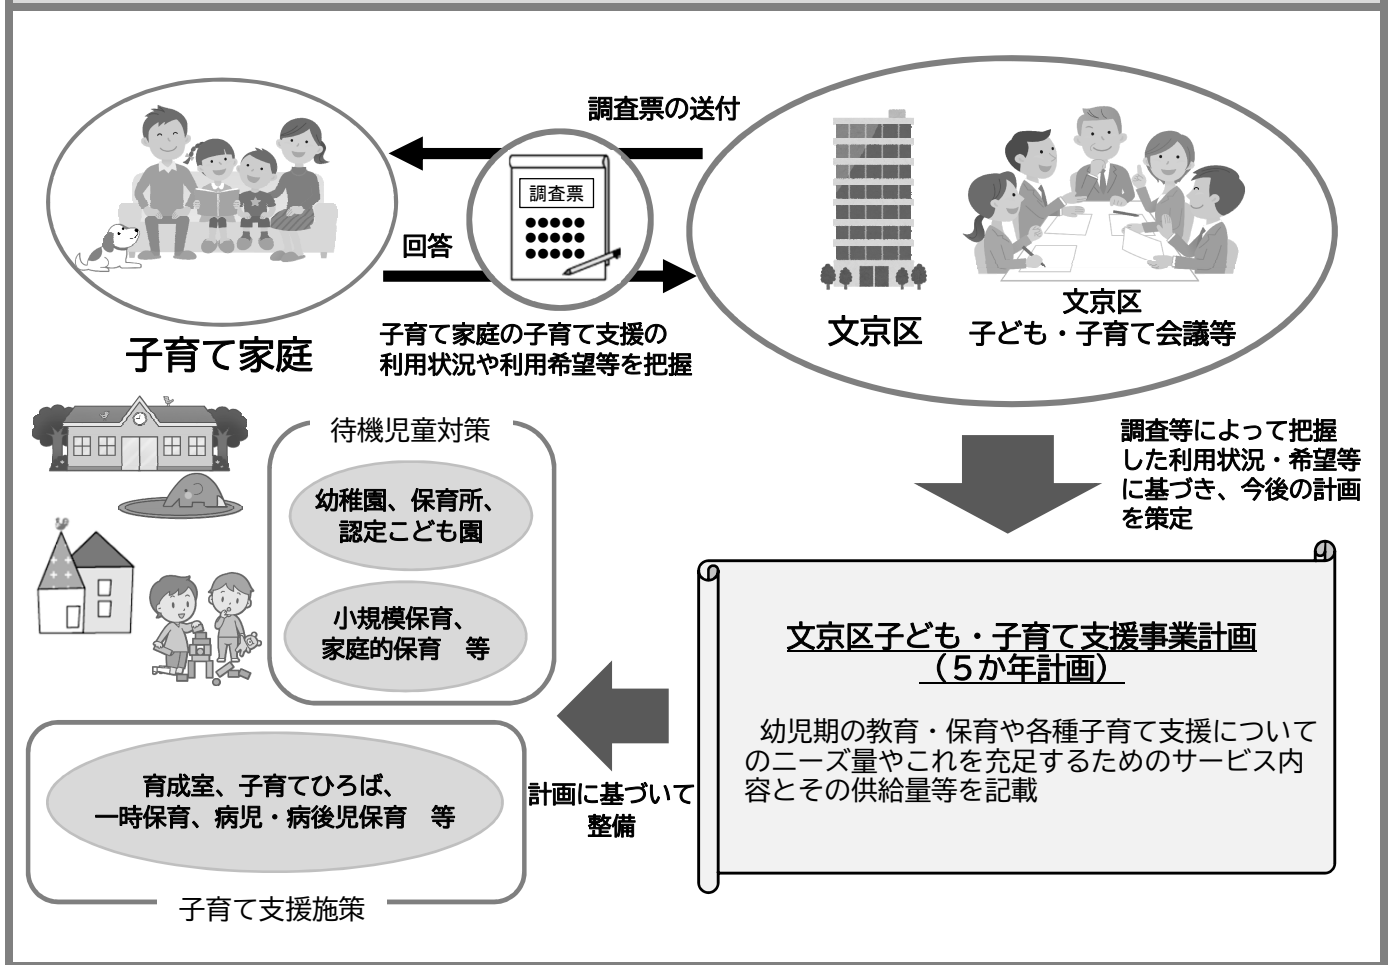 調査票の送付
調査票
回答
子育て家庭
子育て家庭の子育て支援の
利用状況や利用希望等を把握
文京区
文京区
子ども・子育て会議等
調査等によって把握
した利用状況・希望等
に基づき、今後の計画
を策定
文京区子ども・子育て支援事業計画
（５か年計画）
幼児期の教育・保育や各種子育て支援について
のニーズ量やこれを充足するためのサービス内
容とその供給量等を記載
計画に基づいて
整備
待機児童対策
幼稚園、保育所、
認定こども園
小規模保育、
家庭的保育　等
育成室、子育てひろば、
一時保育、病児・病後児保育　等
子育て支援施策